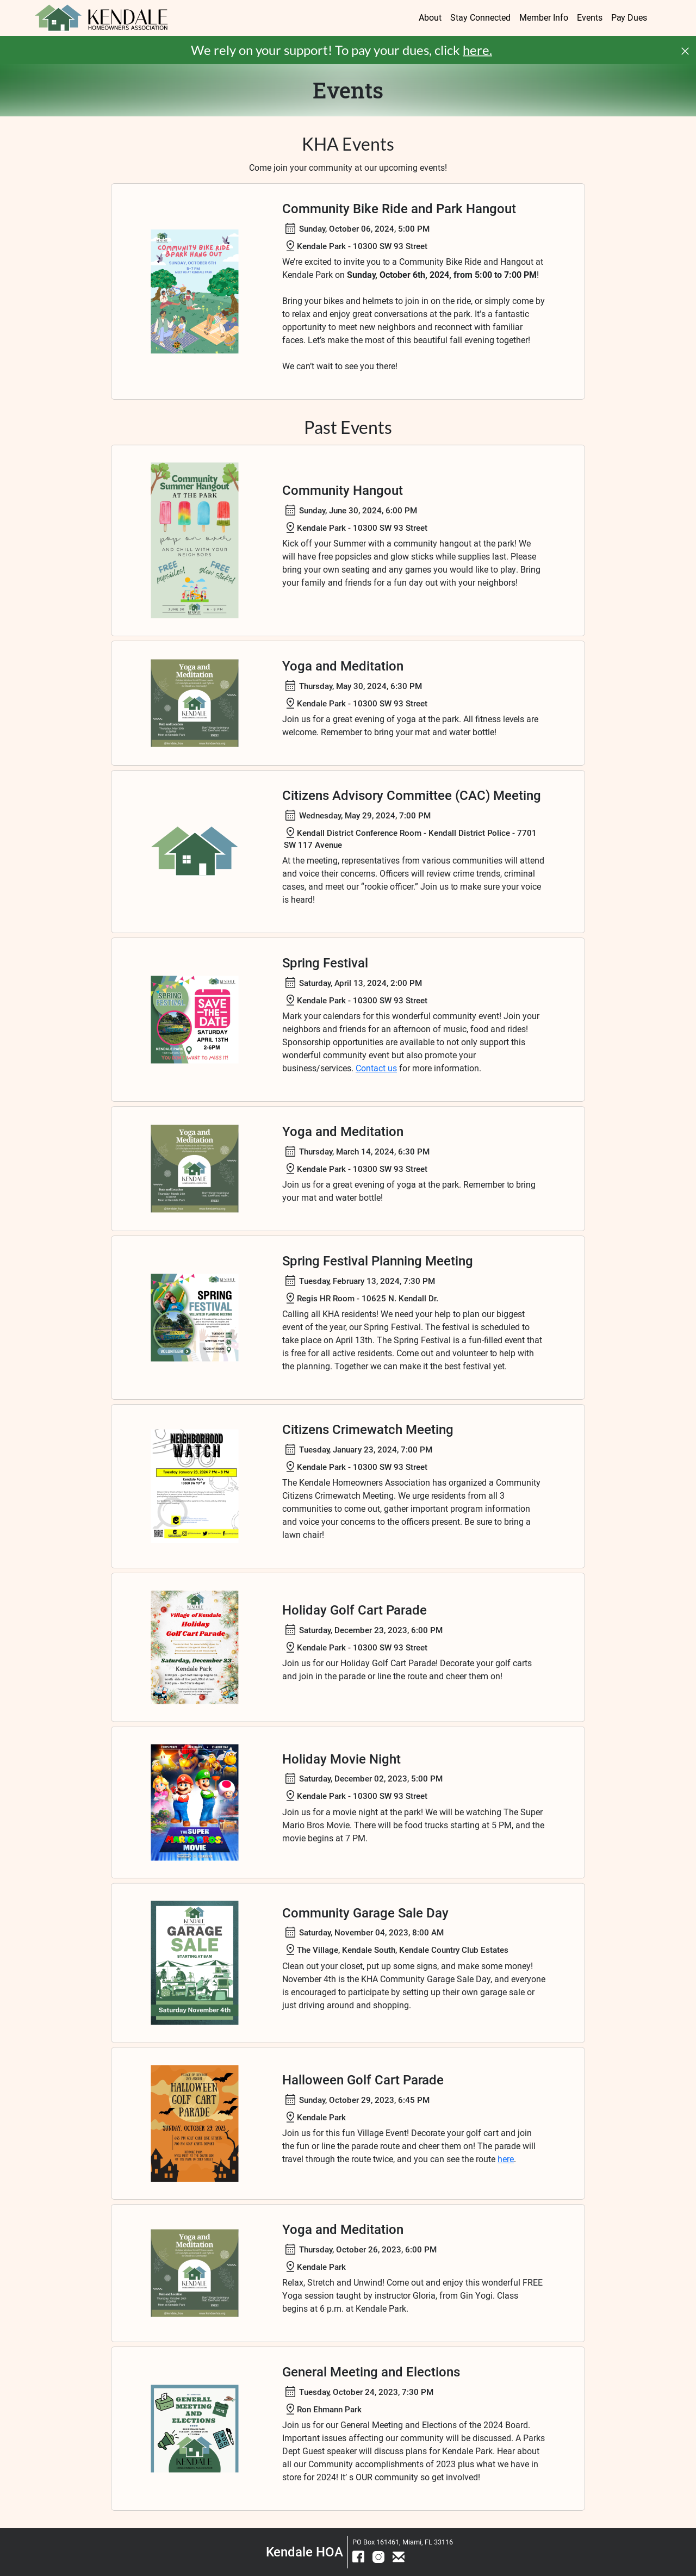 KENDALE
HOMEOWNERS ASSOCIATION
About Stay Connected Member Info Events Pay Dues
We rely on your support! To pay your dues, click here.
Events
KHA Events
Come join your community at our upcoming events!
COMMUNITY BIKE RIDE
& PARK HANG OUT
Community Bike Ride and Park Hangout
Sunday, October 06, 2024, 5:00 PM
Kendale Park - 10300 SW 93 Street
We're excited to invite you to a Community Bike Ride and Hangout at
Kendale Park on Sunday, October 6th, 2024, from 5:00 to 7:00 PM!
Bring your bikes and helmets to join in on the ride, or simply come by
to relax and enjoy great conversations at the park. It's a fantastic
opportunity to meet new neighbors and reconnect with familiar
faces. Let's make the most of this beautiful fall evening together!
We can't wait to see you there!
Past Events
Community
Summer Hangout
AT THE PARK
pop on over
AND CHILL WITH YOUR
NEIGHBORS
FREE
popsicles!
FREE
glow sticks!
Community Hangout
Sunday, June 30, 2024, 6:00 PM
Kendale Park - 10300 SW 93 Street
Kick off your Summer with a community hangout at the park! We
will have free popsicles and glow sticks while supplies last. Please
bring your own seating and any games you would like to play. Bring
your family and friends for a fun day out with your neighbors!
Yoga and
Meditation
KENDALE
Yoga and Meditation
Thursday, May 30, 2024, 6:30 PM
Kendale Park - 10300 SW 93 Street
Join us for a great evening of yoga at the park. All fitness levels are
welcome. Remember to bring your mat and water bottle!
Citizens Advisory Committee (CAC) Meeting
Wednesday, May 29, 2024, 7:00 PM
Kendall District Conference Room - Kendall District Police - 7701
SW 117 Avenue
At the meeting, representatives from various communities will attend
and voice their concerns. Officers will review crime trends, criminal
cases, and meet our "rookie officer." Join us to make sure your voice
is heard!
SPRING
FESTIVAL
SAVE
-THE-
DATE
SATURDAY
APRIL 13TH
2-6PM
Spring Festival
Saturday, April 13, 2024, 2:00 PM
Kendale Park - 10300 SW 93 Street
Mark your calendars for this wonderful community event! Join your
neighbors and friends for an afternoon of music, food and rides!
Sponsorship opportunities are available to not only support this
wonderful community event but also promote your
business/services. Contact us for more information.
Yoga and
Meditation
KENDALE
Yoga and Meditation
Thursday, March 14, 2024, 6:30 PM
Kendale Park - 10300 SW 93 Street
Join us for a great evening of yoga at the park. Remember to bring
your mat and water bottle!
SPRING
FESTIVAL
VOLUNTEER PLANNING MEETING
VOLUNTEER
Spring Festival Planning Meeting
Tuesday, February 13, 2024, 7:30 PM
Regis HR Room - 10625 N. Kendall Dr.
Calling all KHA residents! We need your help to plan our biggest
event of the year, our Spring Festival. The festival is scheduled to
take place on April 13th. The Spring Festival is a fun-filled event that
is free for all active residents. Come out and volunteer to help with
the planning. Together we can make it the best festival yet.
NEIGHBORHOOD
WATCH
Tuesday, January 23, 2024 7 PM - 8 PM
Citizens Crimewatch Meeting
Tuesday, January 23, 2024, 7:00 PM
Kendale Park - 10300 SW 93 Street
The Kendale Homeowners Association has organized a Community
Citizens Crimewatch Meeting. We urge residents from all 3
communities to come out, gather important program information
and voice your concerns to the officers present. Be sure to bring a
lawn chair!
Village of Kendale
Holiday
Golf Cart Parade
Saturday, December 23
Kendale Park
Holiday Golf Cart Parade
Saturday, December 23, 2023, 6:00 PM
Kendale Park - 10300 SW 93 Street
Join us for our Holiday Golf Cart Parade! Decorate your golf carts
and join in the parade or line the route and cheer them on!
THE SUPER
MARIO BROS.
MOVIE
Holiday Movie Night
Saturday, December 02, 2023, 5:00 PM
Kendale Park - 10300 SW 93 Street
Join us for a movie night at the park! We will be watching The Super
Mario Bros Movie. There will be food trucks starting at 5 PM, and the
movie begins at 7 PM.
GARAGE
SALE
STARTING AT 8AM
Saturday November 4th
Community Garage Sale Day
Saturday, November 04, 2023, 8:00 AM
The Village, Kendale South, Kendale Country Club Estates
Clean out your closet, put up some signs, and make some money!
November 4th is the KHA Community Garage Sale Day, and everyone
is encouraged to participate by setting up their own garage sale or
just driving around and shopping.
HALLOWEEN
GOLF CART
PARADE
SUNDAY, OCTOBER 29, 2023
Halloween Golf Cart Parade
Sunday, October 29, 2023, 6:45 PM
Kendale Park
Join us for this fun Village Event! Decorate your golf cart and join
the fun or line the parade route and cheer them on! The parade will
travel through the route twice, and you can see the route here.
Yoga and
Meditation
KENDALE
Yoga and Meditation
Thursday, October 26, 2023, 6:00 PM
Kendale Park
Relax, Stretch and Unwind! Come out and enjoy this wonderful FREE
Yoga session taught by instructor Gloria, from Gin Yogi. Class
begins at 6 p.m. at Kendale Park.
GENERAL
MEETING AND
ELECTIONS
KENDALE
General Meeting and Elections
Tuesday, October 24, 2023, 7:30 PM
Ron Ehmann Park
Join us for our General Meeting and Elections of the 2024 Board.
Important issues affecting our community will be discussed. A Parks
Dept Guest speaker will discuss plans for Kendale Park. Hear about
all our Community accomplishments of 2023 plus what we have in
store for 2024! It' s OUR community so get involved!
Kendale HOA
PO Box 161461, Miami, FL 33116